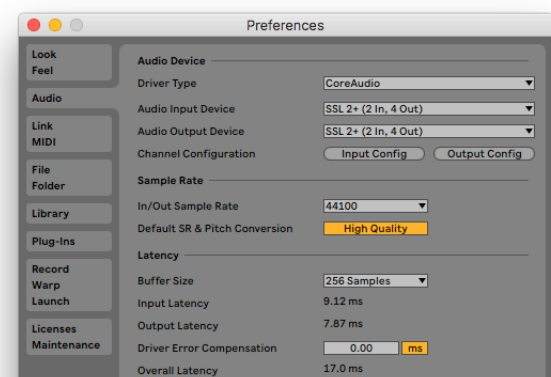 Preferences
Look
Feel
Audio
Link
MIDI
File
Folder
Library
Plug-Ins
Record
Warp
Launch
Licenses
Maintenance
Audio Device
Driver Type CoreAudio
Audio Input Device SSL 2+ (2 In, 4 Out)
Audio Output Device SSL 2+ (2 In, 4 Out)
Channel Configuration Input Config Output Config
Sample Rate
In/Out Sample Rate 44100
Default SR & Pitch Conversion High Quality
Latency
Buffer Size 256 Samples
Input Latency 9.12 ms
Output Latency 7.87 ms
Driver Error Compensation 0.00 ms
Overall Latency 17.0 ms